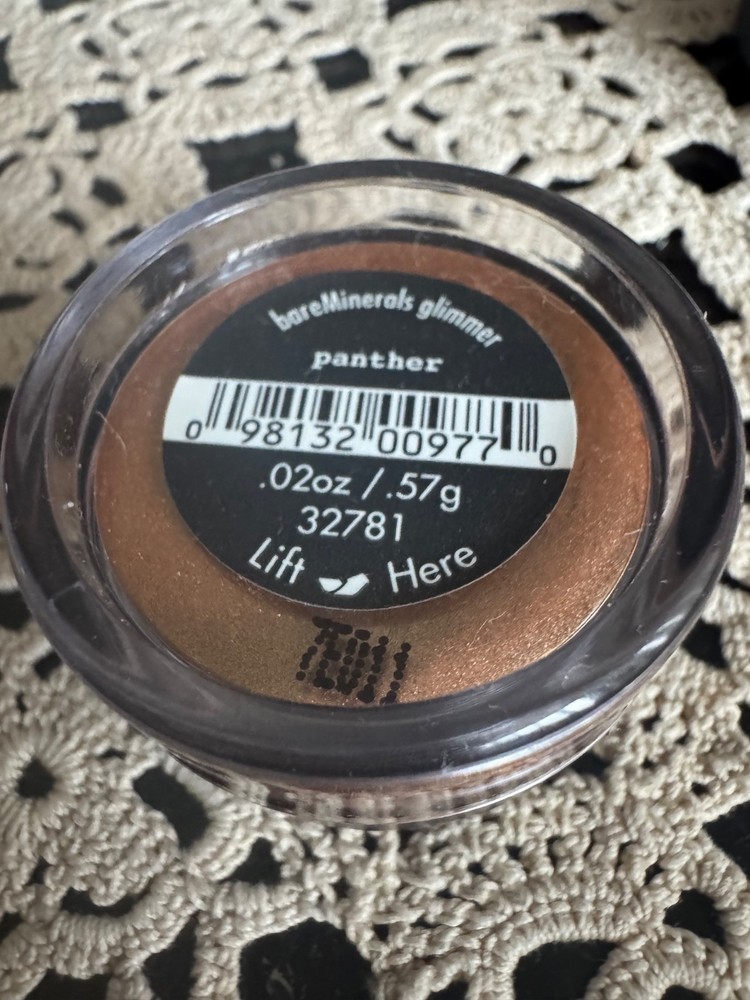 bareMinerals glimmer
panther
0 98132 00977 0
.02oz / .57g
32781
Lift Here